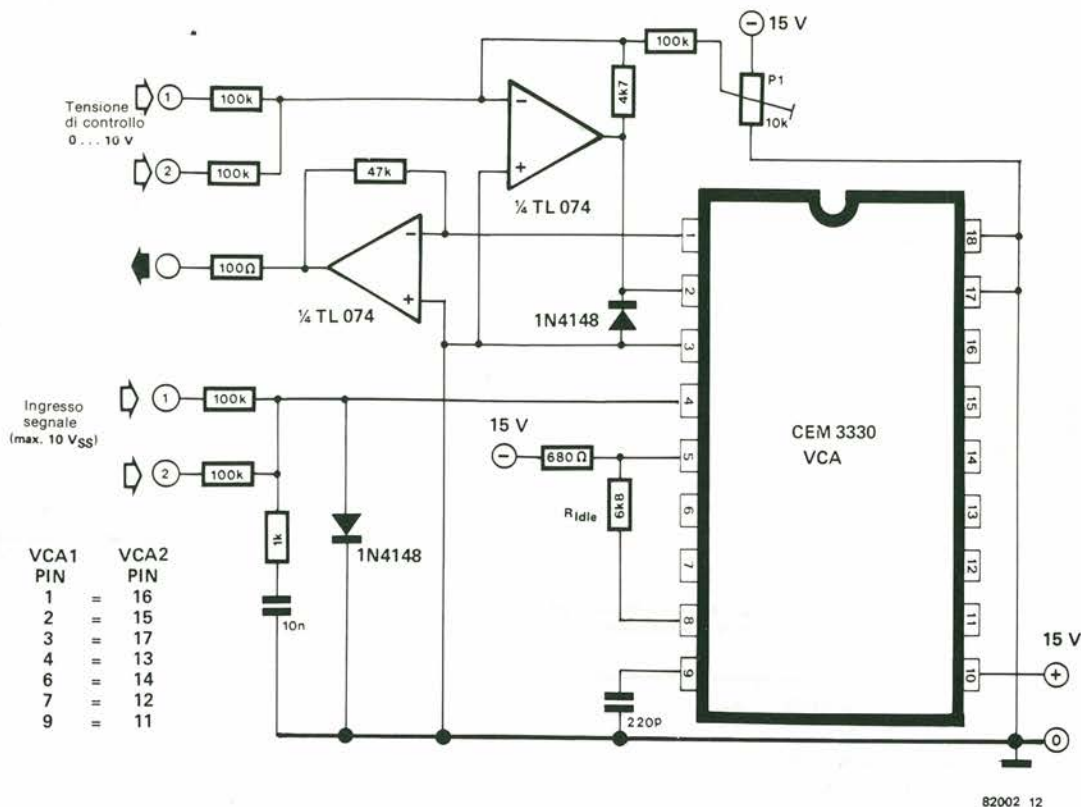 15 V
100k
P1
10k
4k7
Tensione
di controllo
0 . . . 10 V
1
100k
2
100k
−
+
¼ TL 074
47k
−
+
¼ TL 074
100Ω
1N4148
Ingresso
segnale
(max. 10 VSS)
1
100k
2
100k
1k
10n
1N4148
15 V
680 Ω
RIdle
6k8
220p
1
2
3
4
5
6
7
8
9
18
17
16
15
14
13
12
11
10
CEM 3330
VCA
15 V
+
0
VCA1 VCA2
PIN PIN
1 = 16
2 = 15
3 = 17
4 = 13
6 = 14
7 = 12
9 = 11
82002 12